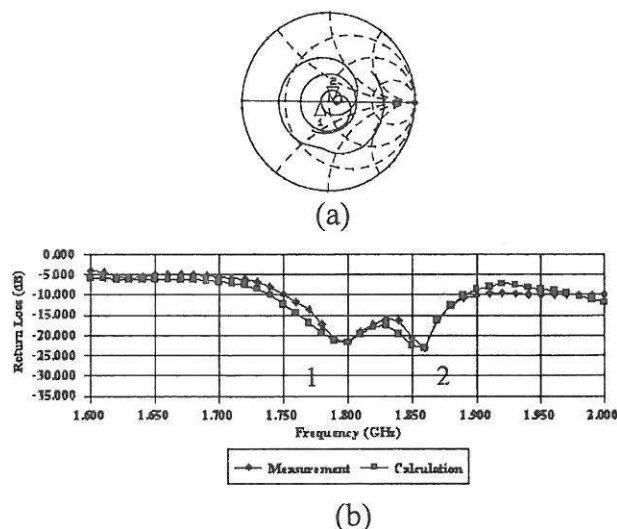 2
1
(a)
Return Loss (dB)
0.000
-5.000
-10.000
-15.000
-20.000
-25.000
-30.000
-35.000
1 2
1.600 1.650 1.700 1.750 1.800 1.850 1.900 1.950 2.000
Frequency (GHz)
Measurement Calculation
(b)